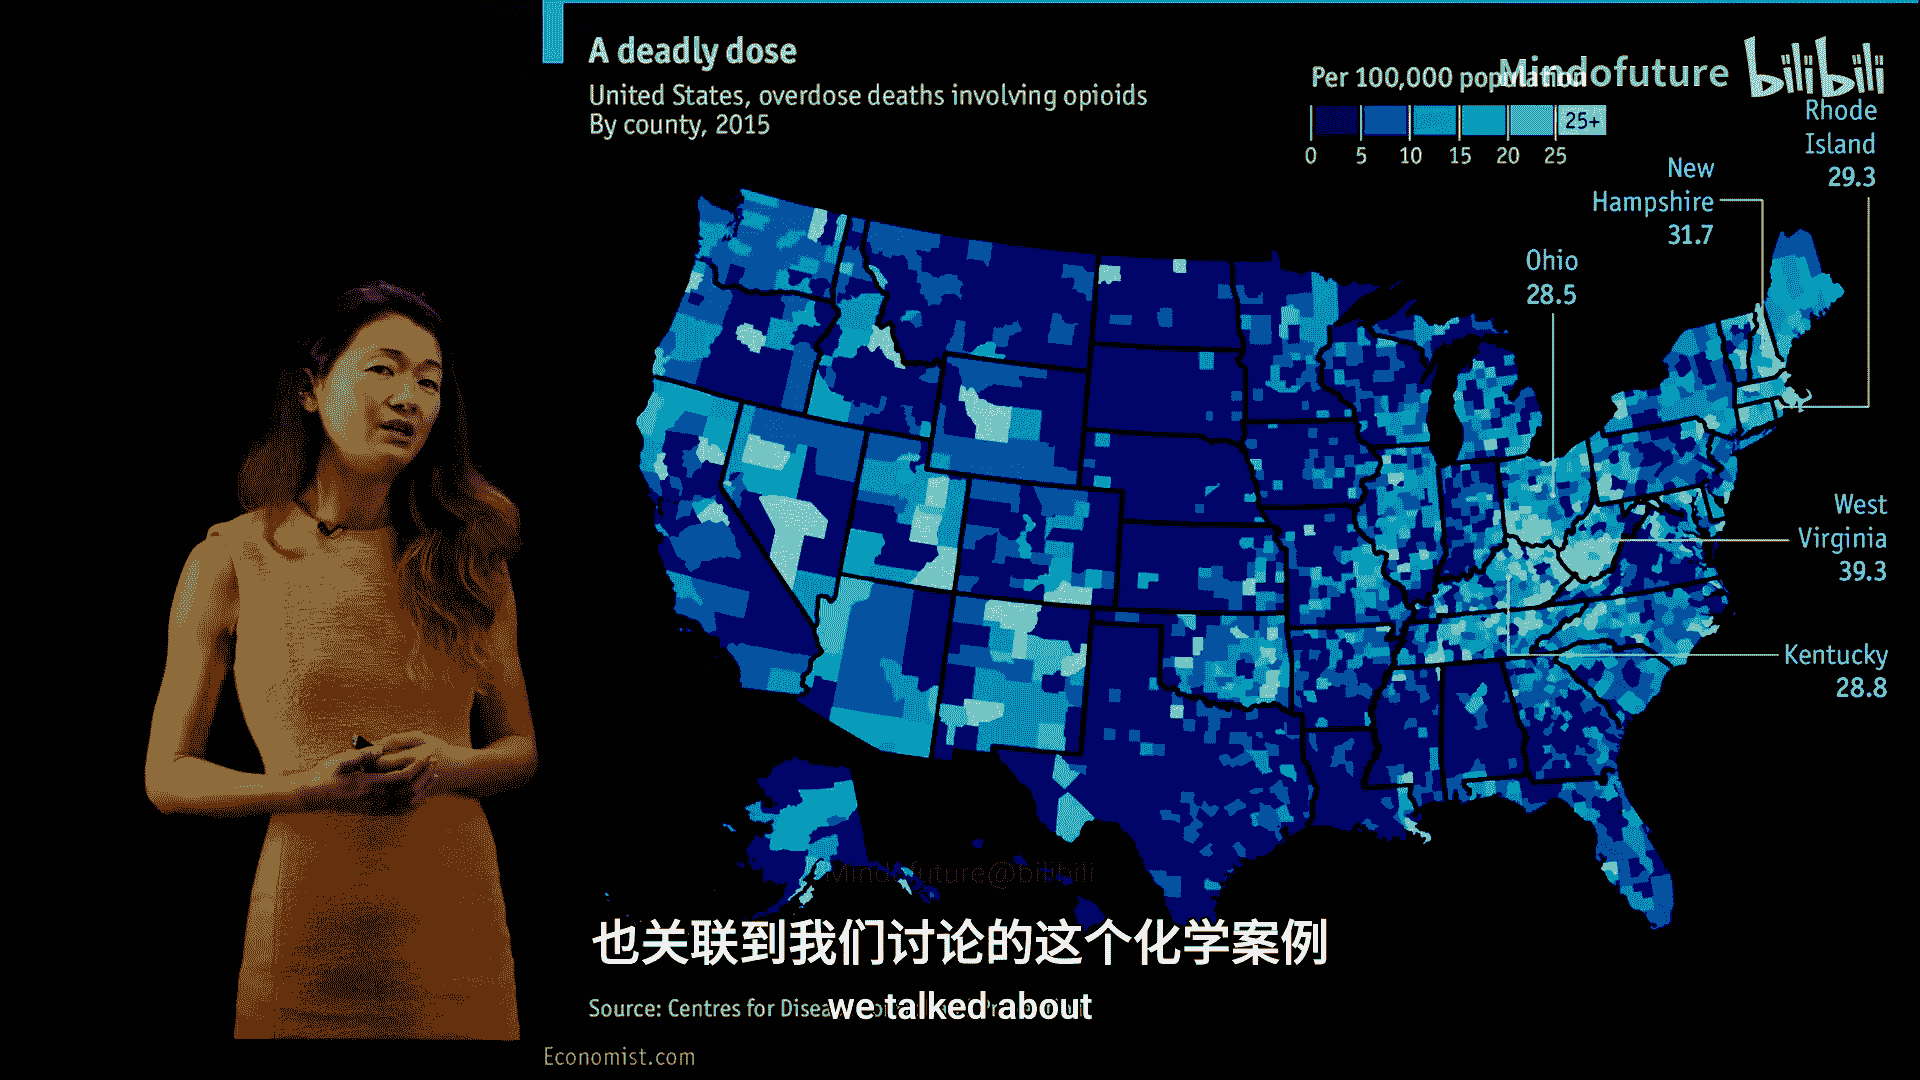 A deadly dose
United States, overdose deaths involving opioids
By county, 2015
Per 100,000 population
25+
0 5 10 15 20 25
Mindofuture bilibili
Rhode
Island
29.3
New
Hampshire
31.7
Ohio
28.5
West
Virginia
39.3
Kentucky
28.8
Mindofuture@bilibili
也关联到我们讨论的这个化学案例
Source: Centres for
we talked about
Economist.com